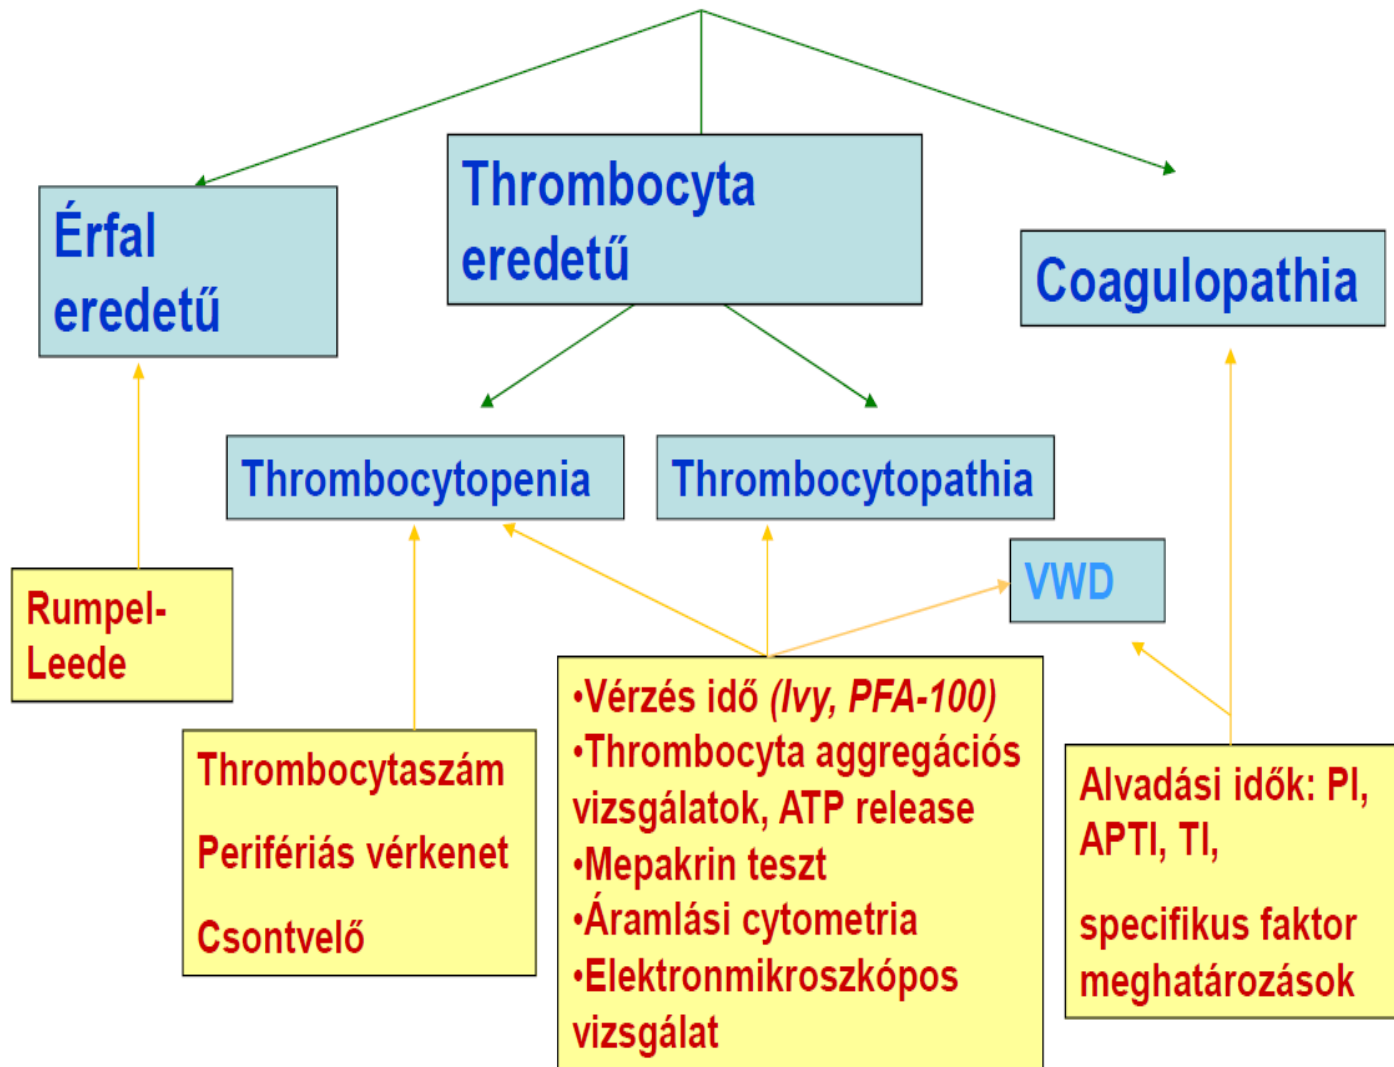 Érfal
eredetű
Thrombocyta
eredetű
Coagulopathia
Thrombocytopenia
Thrombocytopathia
VWD
Rumpel-
Leede
Thrombocytaszám
Perifériás vérkenet
Csontvelő
•Vérzés idő (Ivy, PFA-100)
•Thrombocyta aggregációs
vizsgálatok, ATP release
•Mepakrin teszt
•Áramlási cytometria
•Elektronmikroszkópos
vizsgálat
Alvadási idők: PI,
APTI, TI,
specifikus faktor
meghatározások